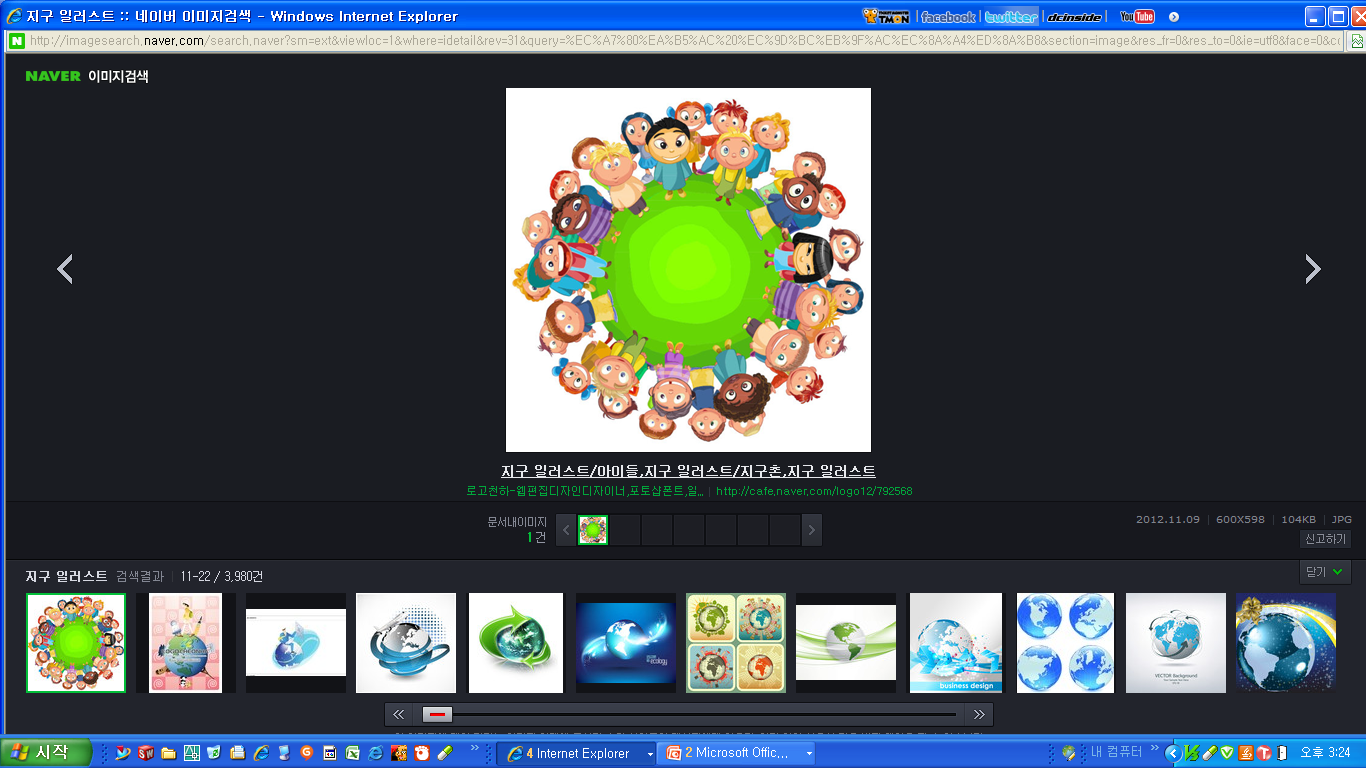 지구 일러스트 :: 네이버 이미지검색 - Windows Internet Explorer
TMON | facebook | twitter | dcinside | YouTube
http://imagesearch.naver.com/search.naver?sm=ext&viewloc=1&where=idetail&rev=31&query=%EC%A7%80%EA%B5%AC%20%EC%9D%BC%EB%9F%AC%EC%8A%A4%ED%8A%B8&section=image&res_fr=0&res_to=0&ie=utf8&face=0&
NAVER 이미지검색
지구 일러스트/아이들,지구 일러스트/지구촌,지구 일러스트
로고천하-웹편집디자인디자이너,포토샵폰트,일... | http://cafe.naver.com/logo12/792568
문서내이미지
1 건
2012.11.09 | 600X598 | 104KB | JPG
신고하기
지구 일러스트 검색결과 | 11-22 / 3,980건
닫기
ecology
business design
VECTOR Background
시작
4 Internet Explorer
2 Microsoft Offic...
내 컴퓨터
오후 3:24